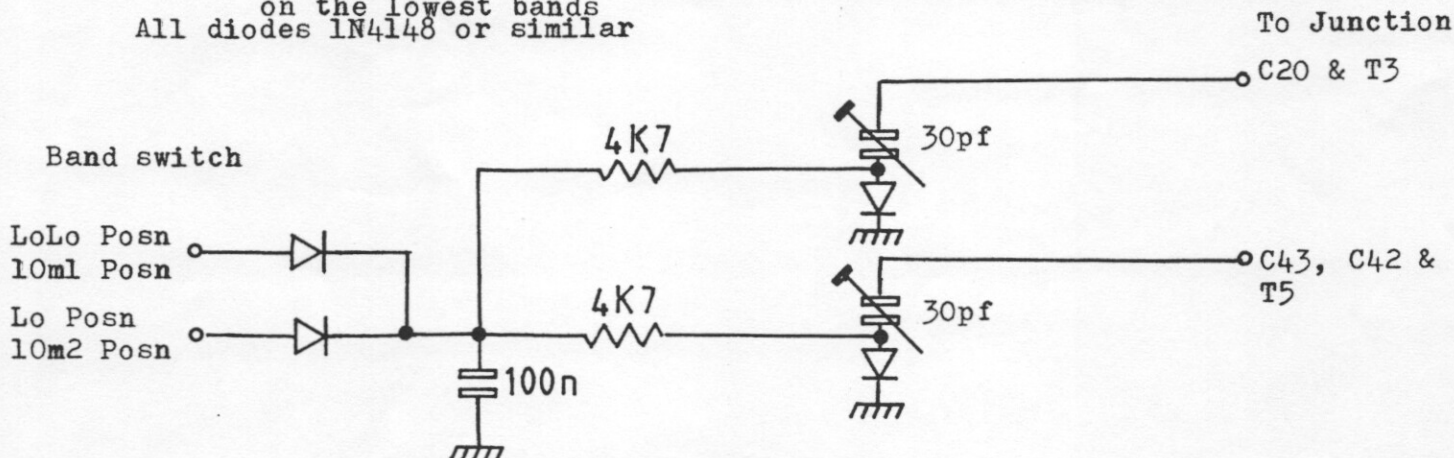 on the lowest bands
All diodes 1N4148 or similar
To Junction
C20 & T3
30pf
4K7
Band switch
LoLo Posn
10m1 Posn
C43, C42 &
T5
4K7
30pf
Lo Posn
10m2 Posn
100n